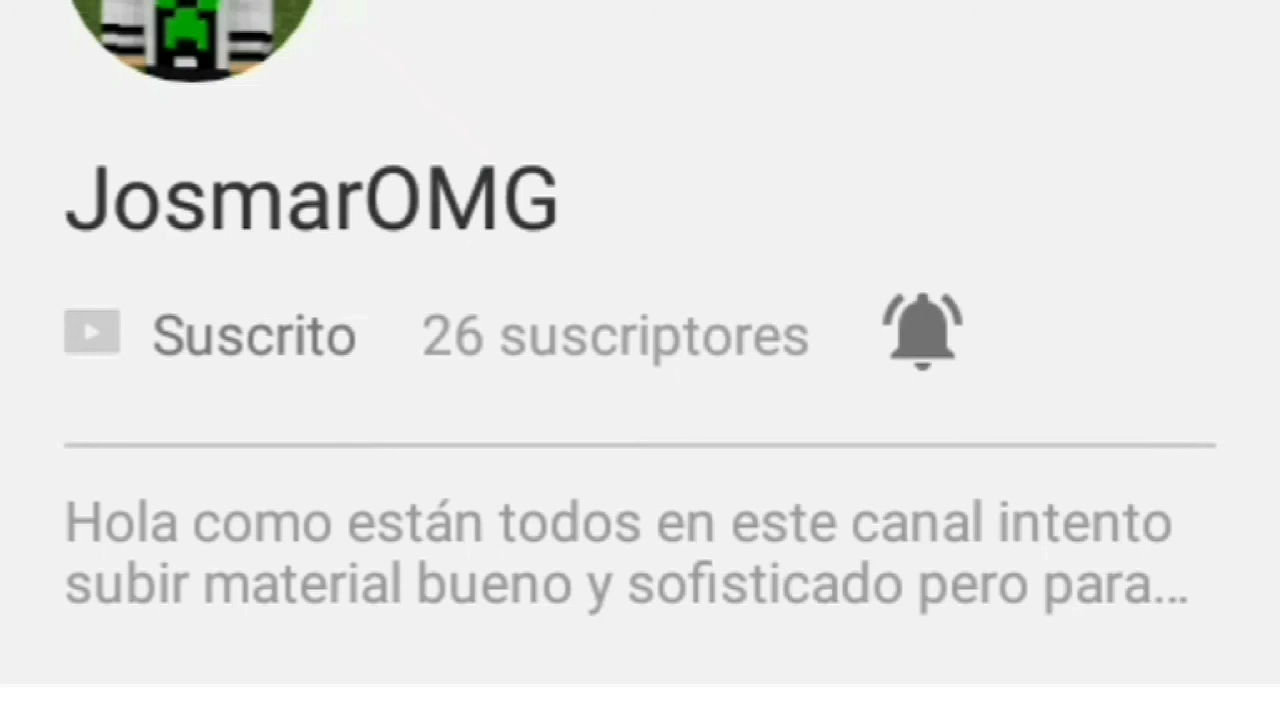 JosmarOMG
Suscrito 26 suscriptores
Hola como están todos en este canal intento
subir material bueno y sofisticado pero para...